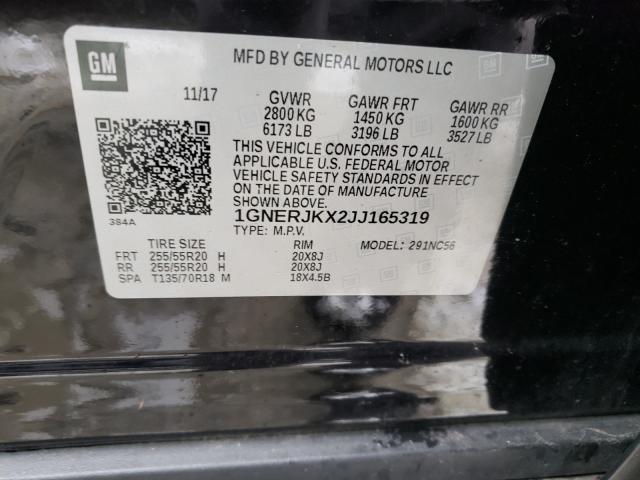 GM
MFD BY GENERAL MOTORS LLC
11/17 GVWR GAWR FRT GAWR RR
2800 KG 1450 KG 1600 KG
6173 LB 3196 LB 3527 LB
THIS VEHICLE CONFORMS TO ALL
APPLICABLE U.S. FEDERAL MOTOR
VEHICLE SAFETY STANDARDS IN EFFECT
ON THE DATE OF MANUFACTURE
384A 1GNERJKX2JJ165319
TYPE: M.P.V.
TIRE SIZE RIM MODEL: 291NC56
FRT 255/55R20 H 20X8J
RR 255/55R20 H 20X8J
SPA T135/70R18 M 18X4.5B